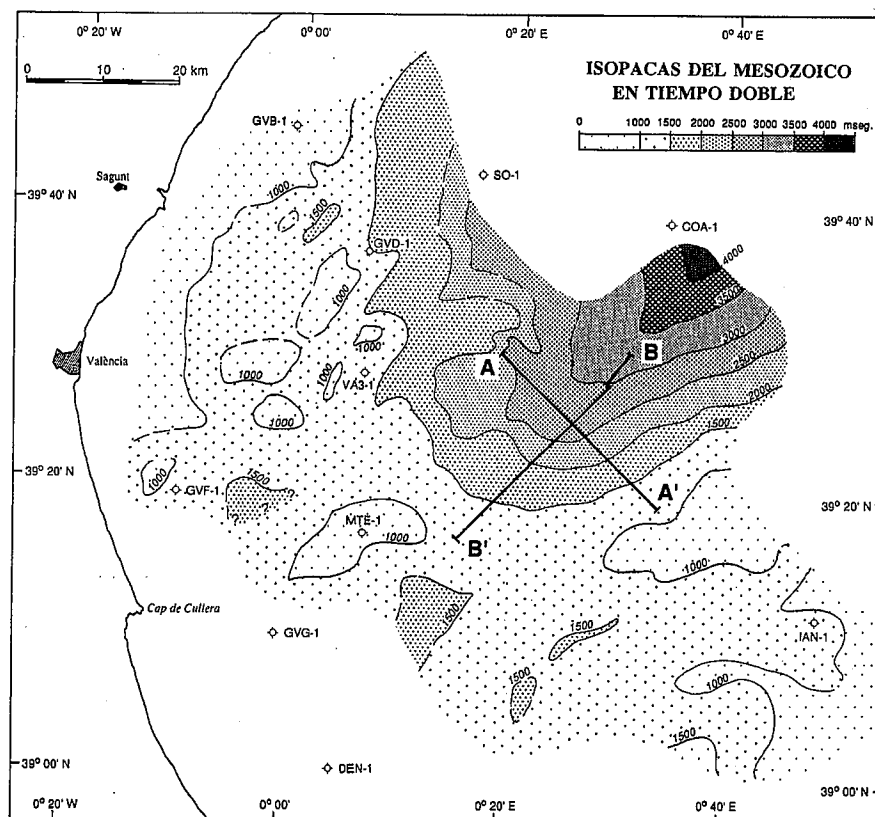 0° 20' W
0° 00'
0° 20' E
0° 40' E
0
10
20 km
ISOPACAS DEL MESOZOICO
EN TIEMPO DOBLE
0
1000
1500
2000
2500
3000
3500
4000
mseg.
GVB-1
SO-1
Sagunt
39° 40' N
39° 40' N
1000
1500
COA-1
GVD-1
4000
3500
1000
1000
2000
A
B
València
1000
1000
VA3-1
2500
2000
1000
1500
39° 20' N
1000
GVF-1
1500
?
?
A'
39° 20' N
MTE-1
1000
B'
1000
Cap de Cullera
1500
1500
GVG-1
IAN-1
1500
1000
1500
39° 00' N
DEN-1
39° 00' N
0° 20' W
0° 00'
0° 20' E
0° 40' E